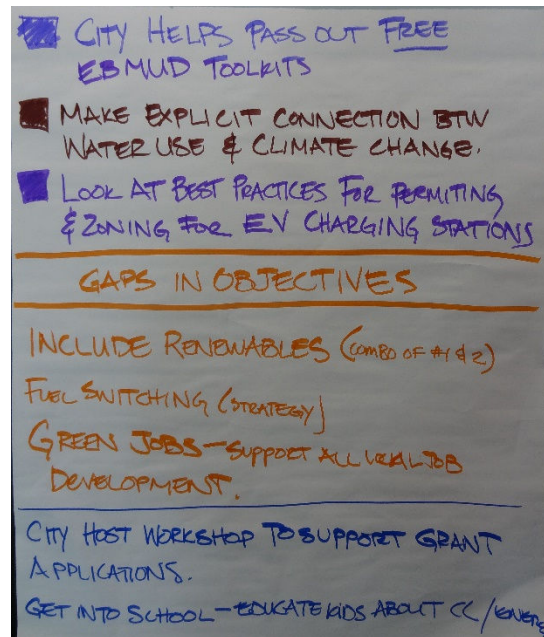 CITY HELPS PASS OUT FREE
EBMUD TOOLKITS
MAKE EXPLICIT CONNECTION BTW
WATER USE & CLIMATE CHANGE.
LOOK AT BEST PRACTICES FOR PERMITING
& ZONING FOR EV CHARGING STATIONS
GAPS IN OBJECTIVES
INCLUDE RENEWABLES (COMBO OF #1 & 2)
FUEL SWITCHING (STRATEGY)
GREEN JOBS - SUPPORT ALL LOCAL JOB
DEVELOPMENT.
CITY HOST WORKSHOP TO SUPPORT GRANT
APPLICATIONS.
GET INTO SCHOOL - EDUCATE KIDS ABOUT CC/